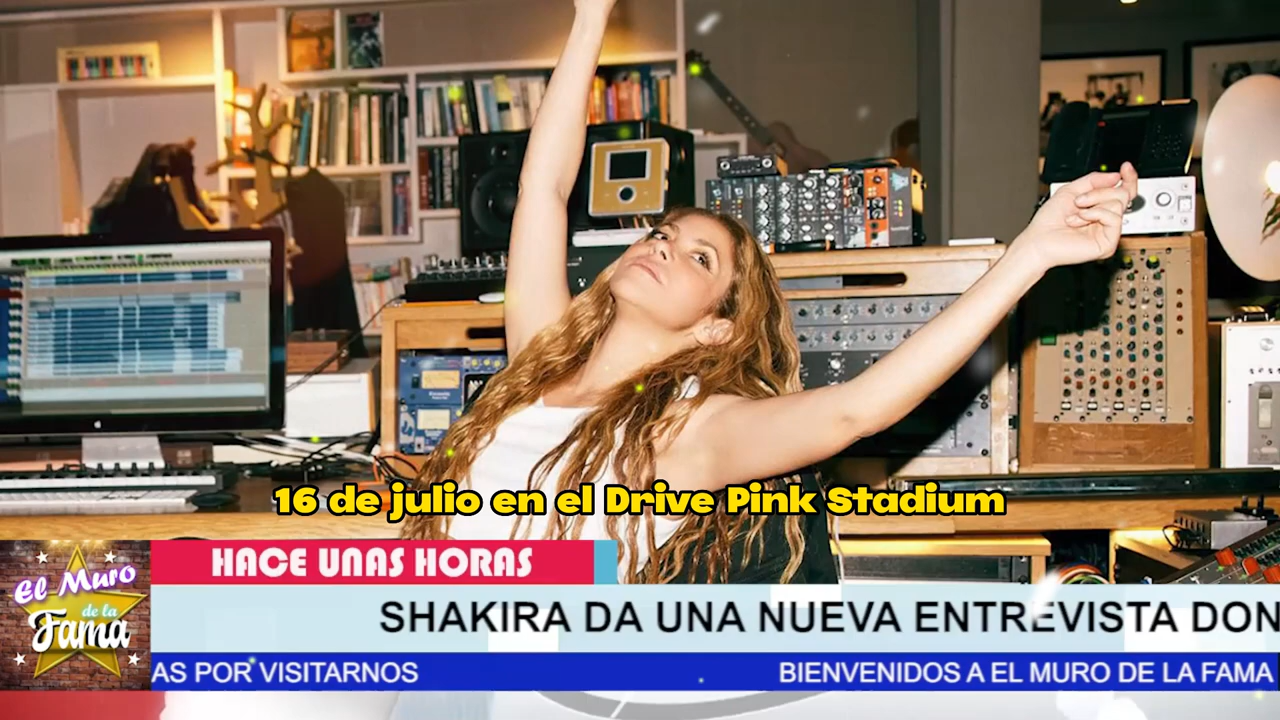 16 de julio en el Drive Pink Stadium
HACE UNAS HORAS
El Muro
de la
Fama
SHAKIRA DA UNA NUEVA ENTREVISTA DON
AS POR VISITARNOS
BIENVENIDOS A EL MURO DE LA FAMA